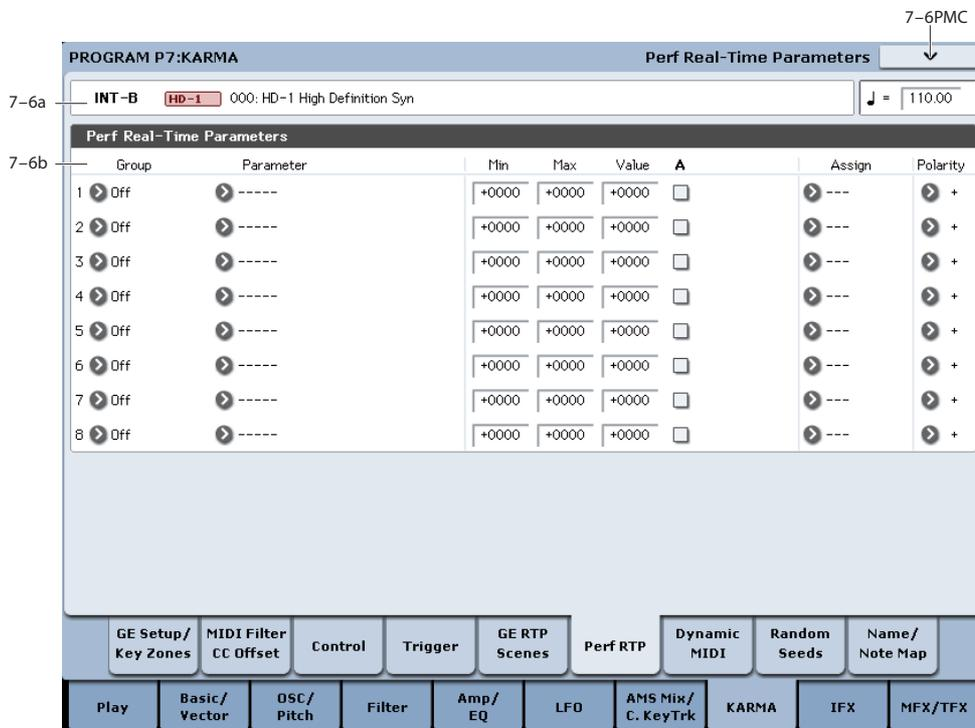 7–6PMC
PROGRAM P7:KARMA Perf Real-Time Parameters
7–6a INT-B HD-1 000: HD-1 High Definition Syn ♩ = 110.00
Perf Real-Time Parameters
7–6b Group Parameter Min Max Value A Assign Polarity
1 Off ----- +0000 +0000 +0000 --- +
2 Off ----- +0000 +0000 +0000 --- +
3 Off ----- +0000 +0000 +0000 --- +
4 Off ----- +0000 +0000 +0000 --- +
5 Off ----- +0000 +0000 +0000 --- +
6 Off ----- +0000 +0000 +0000 --- +
7 Off ----- +0000 +0000 +0000 --- +
8 Off ----- +0000 +0000 +0000 --- +
GE Setup/ MIDI Filter Control Trigger GE RTP Perf RTP Dynamic Random Name/
Key Zones CC Offset Scenes MIDI Seeds Note Map
Play Basic/ OSC/ Filter Amp/ LFO AMS Mix/ KARMA IFX MFX/TFX
Vector Pitch EQ C. KeyTrk